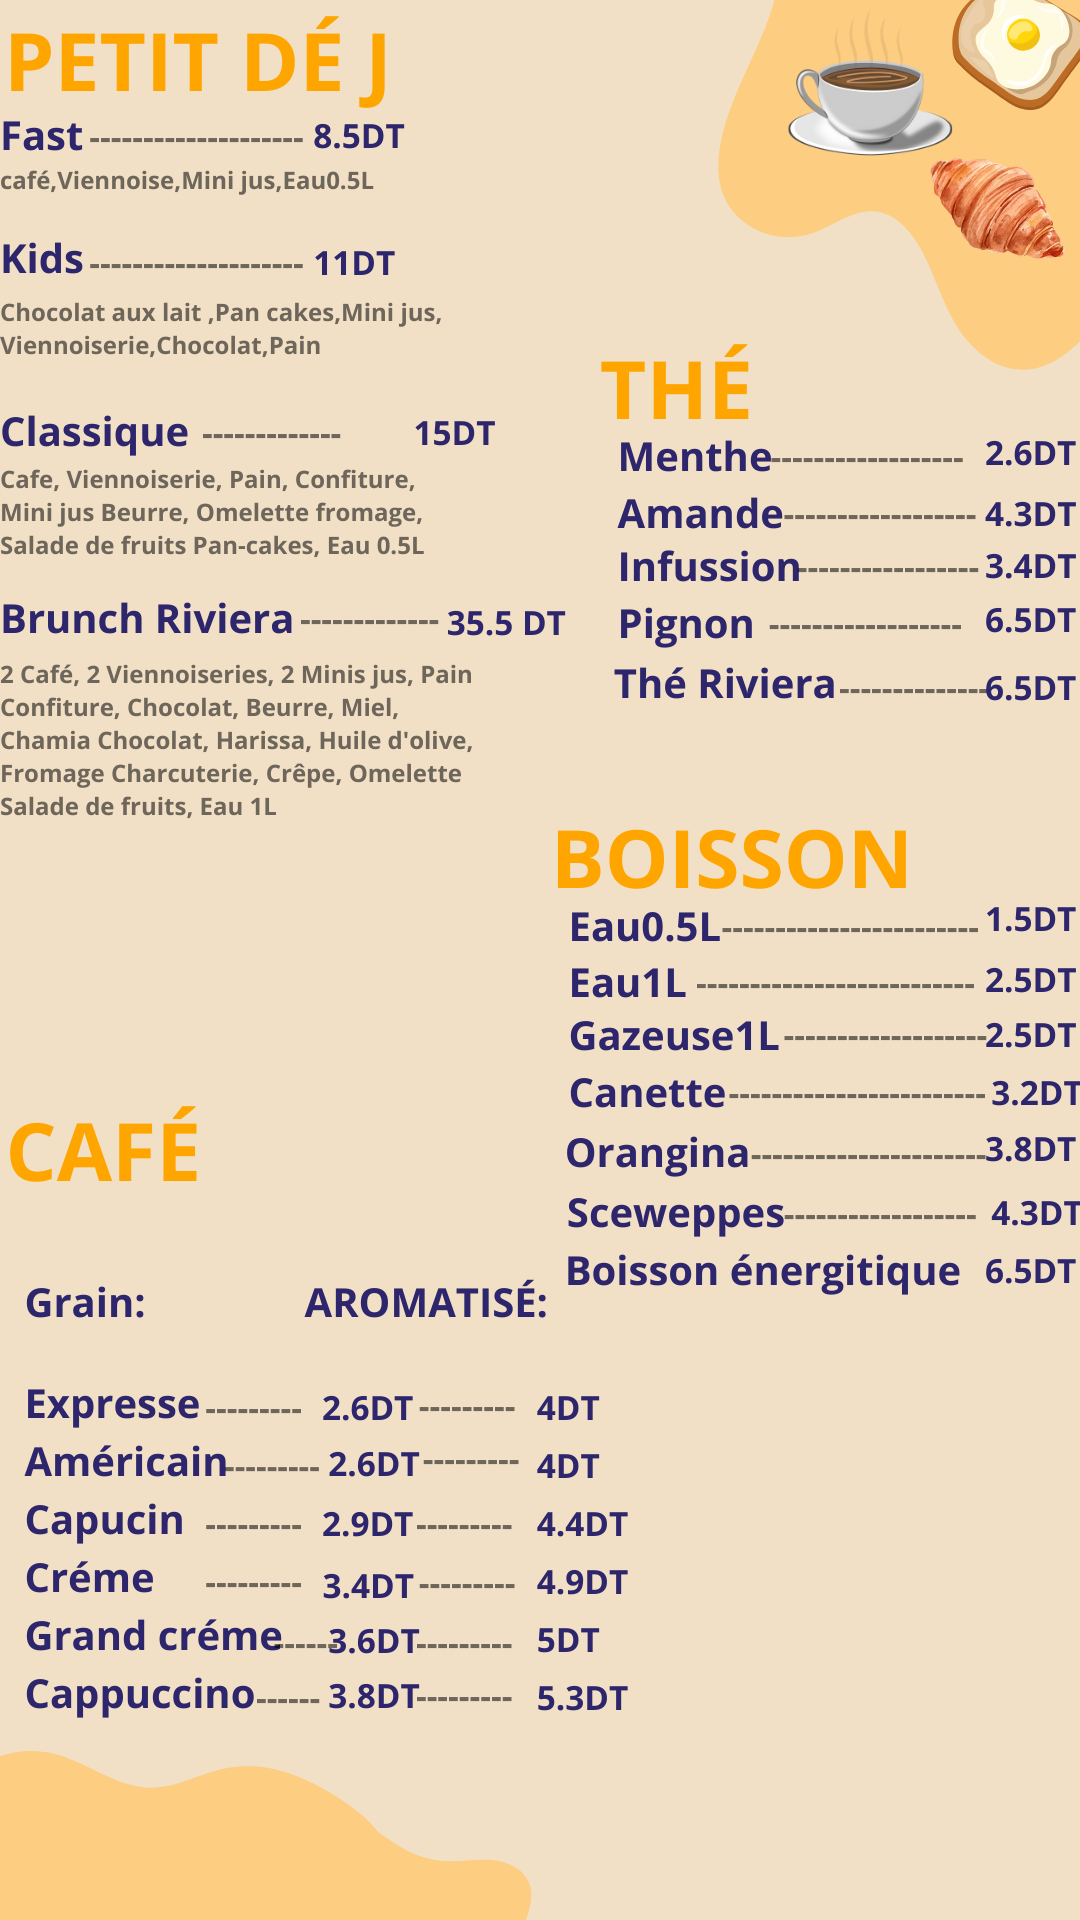 PETIT DÉ J
Fast -------------------- 8.5DT
café,Viennoise,Mini jus,Eau0.5L
Kids -------------------- 11DT
Chocolat aux lait ,Pan cakes,Mini jus,
Viennoiserie,Chocolat,Pain
Classique ------------- 15DT
Cafe, Viennoiserie, Pain, Confiture,
Mini jus Beurre, Omelette fromage,
Salade de fruits Pan-cakes, Eau 0.5L
Brunch Riviera ------------- 35.5 DT
2 Café, 2 Viennoiseries, 2 Minis jus, Pain
Confiture, Chocolat, Beurre, Miel,
Chamia Chocolat, Harissa, Huile d'olive,
Fromage Charcuterie, Crêpe, Omelette
Salade de fruits, Eau 1L
THÉ
Menthe------------------ 2.6DT
Amande------------------ 4.3DT
Infussion----------------- 3.4DT
Pignon ------------------ 6.5DT
Thé Riviera --------------6.5DT
BOISSON
Eau0.5L------------------------ 1.5DT
Eau1L -------------------------- 2.5DT
Gazeuse1L -------------------2.5DT
Canette------------------------ 3.2DT
Orangina----------------------3.8DT
Sceweppes------------------ 4.3DT
Boisson énergitique 6.5DT
CAFÉ
Grain: AROMATISÉ:
Expresse --------- 2.6DT --------- 4DT
Américain--------- 2.6DT --------- 4DT
Capucin --------- 2.9DT --------- 4.4DT
Créme --------- 3.4DT --------- 4.9DT
Grand créme------3.6DT--------- 5DT
Cappuccino------ 3.8DT--------- 5.3DT